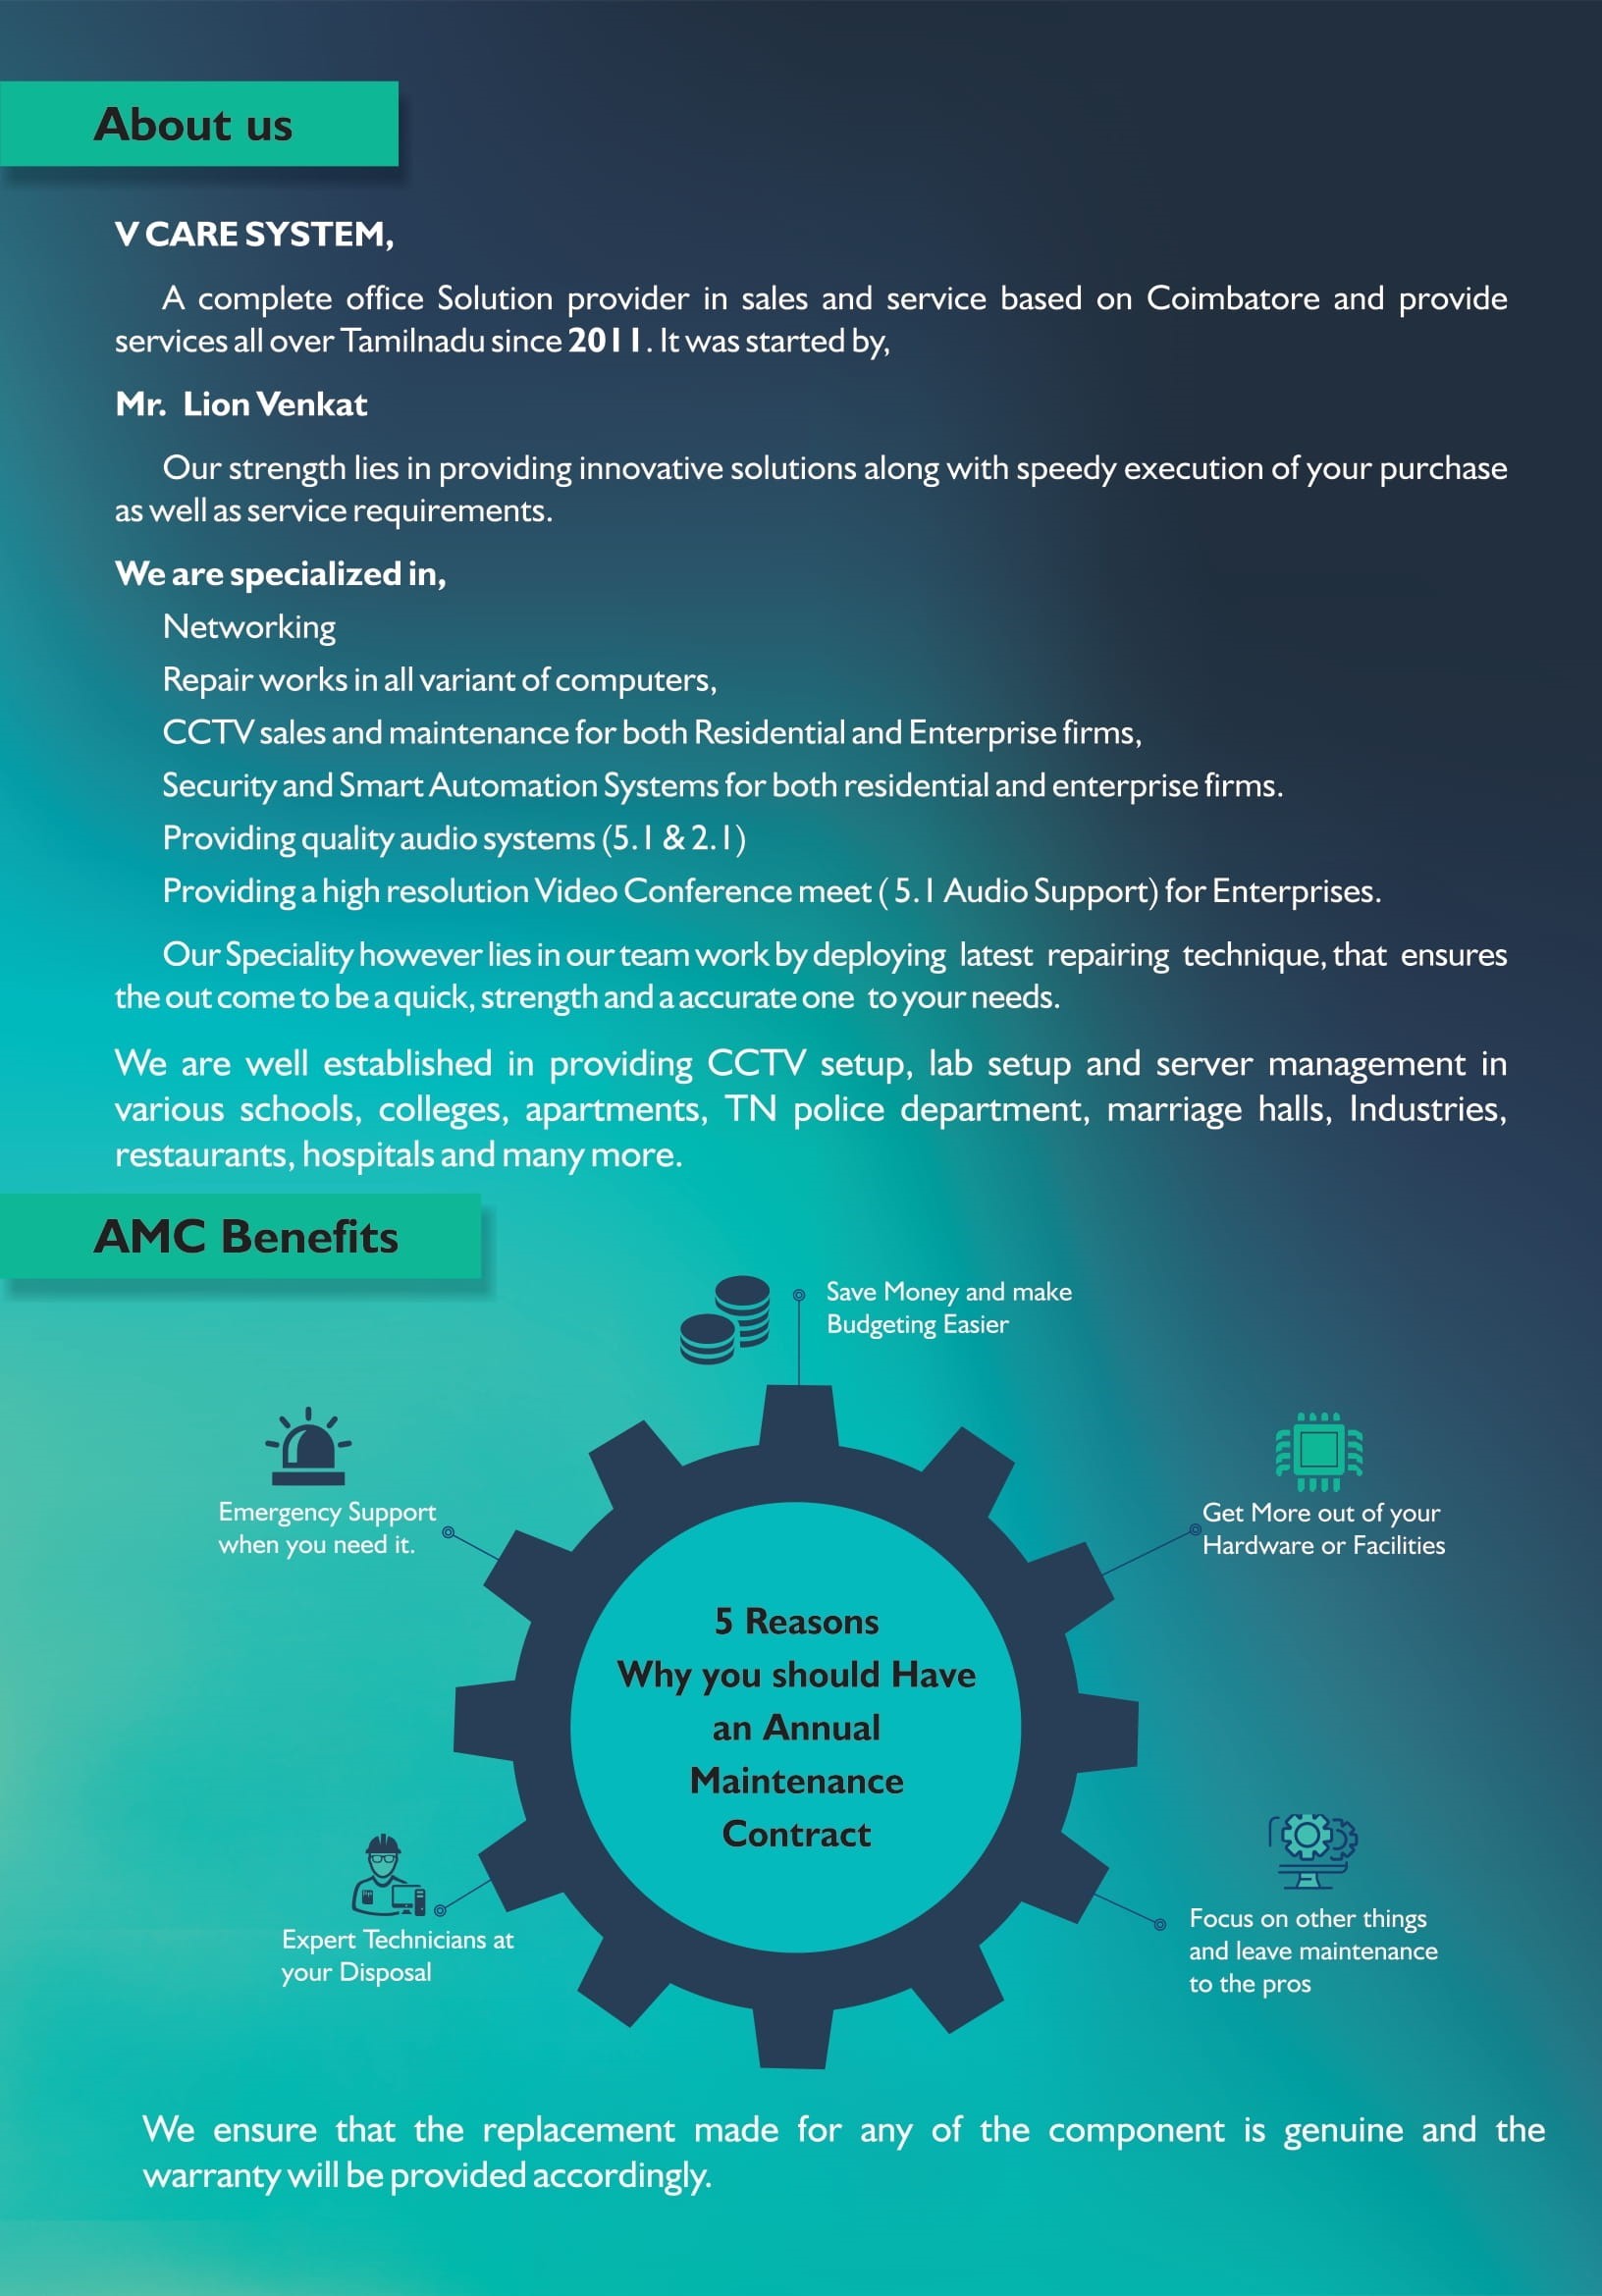 About us
V CARE SYSTEM,
A complete office Solution provider in sales and service based on Coimbatore and provide
services all over Tamilnadu since 2011. It was started by,
Mr. Lion Venkat
Our strength lies in providing innovative solutions along with speedy execution of your purchase
as well as service requirements.
We are specialized in,
Networking
Repair works in all variant of computers,
CCTV sales and maintenance for both Residential and Enterprise firms,
Security and Smart Automation Systems for both residential and enterprise firms.
Providing quality audio systems (5.1 & 2.1)
Providing a high resolution Video Conference meet ( 5.1 Audio Support) for Enterprises.
Our Speciality however lies in our team work by deploying latest repairing technique, that ensures
the out come to be a quick, strength and a accurate one to your needs.
We are well established in providing CCTV setup, lab setup and server management in
various schools, colleges, apartments, TN police department, marriage halls, Industries,
restaurants, hospitals and many more.
AMC Benefits
Save Money and make
Budgeting Easier
Emergency Support
when you need it.
Get More out of your
Hardware or Facilities
5 Reasons
Why you should Have
an Annual
Maintenance
Contract
Expert Technicians at
your Disposal
Focus on other things
and leave maintenance
to the pros
We ensure that the replacement made for any of the component is genuine and the
warranty will be provided accordingly.